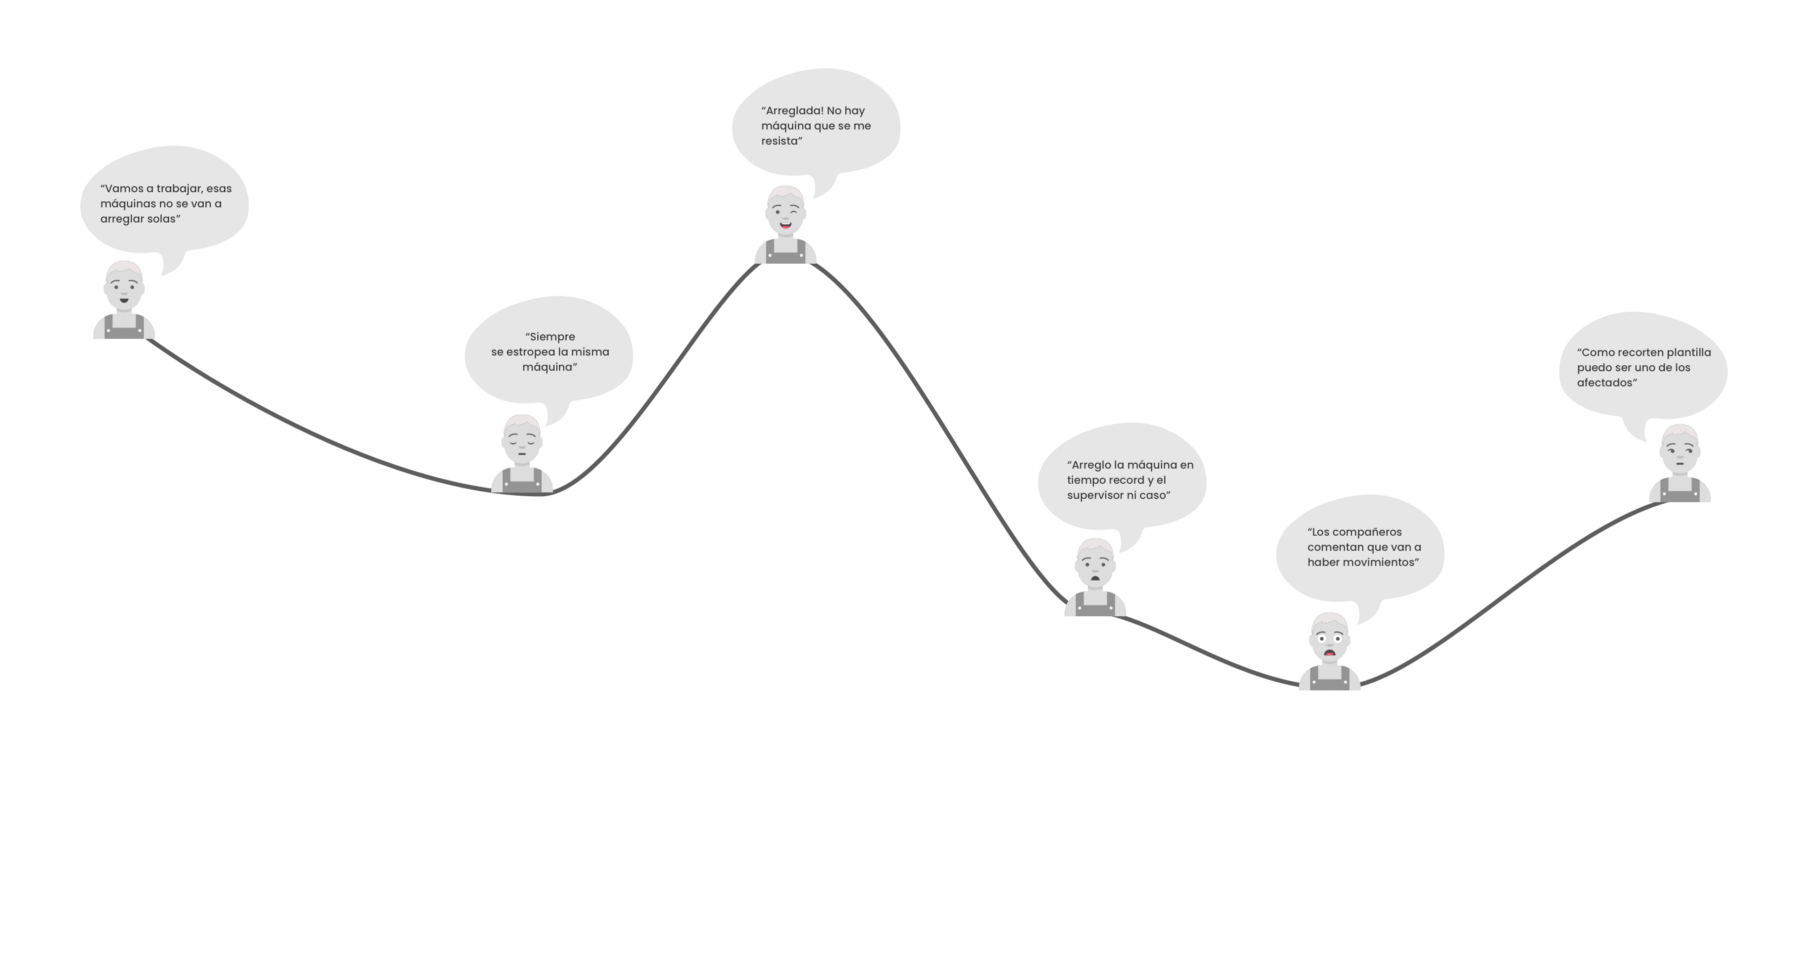 “Vamos a trabajar, esas
máquinas no se van a
arreglar solas”
“Siempre
se estropea la misma
máquina”
“Arreglada! No hay
máquina que se me
resista”
“Arreglo la máquina en
tiempo record y el
supervisor ni caso”
“Los compañeros
comentan que van a
haber movimientos”
“Como recorten plantilla
puedo ser uno de los
afectados”